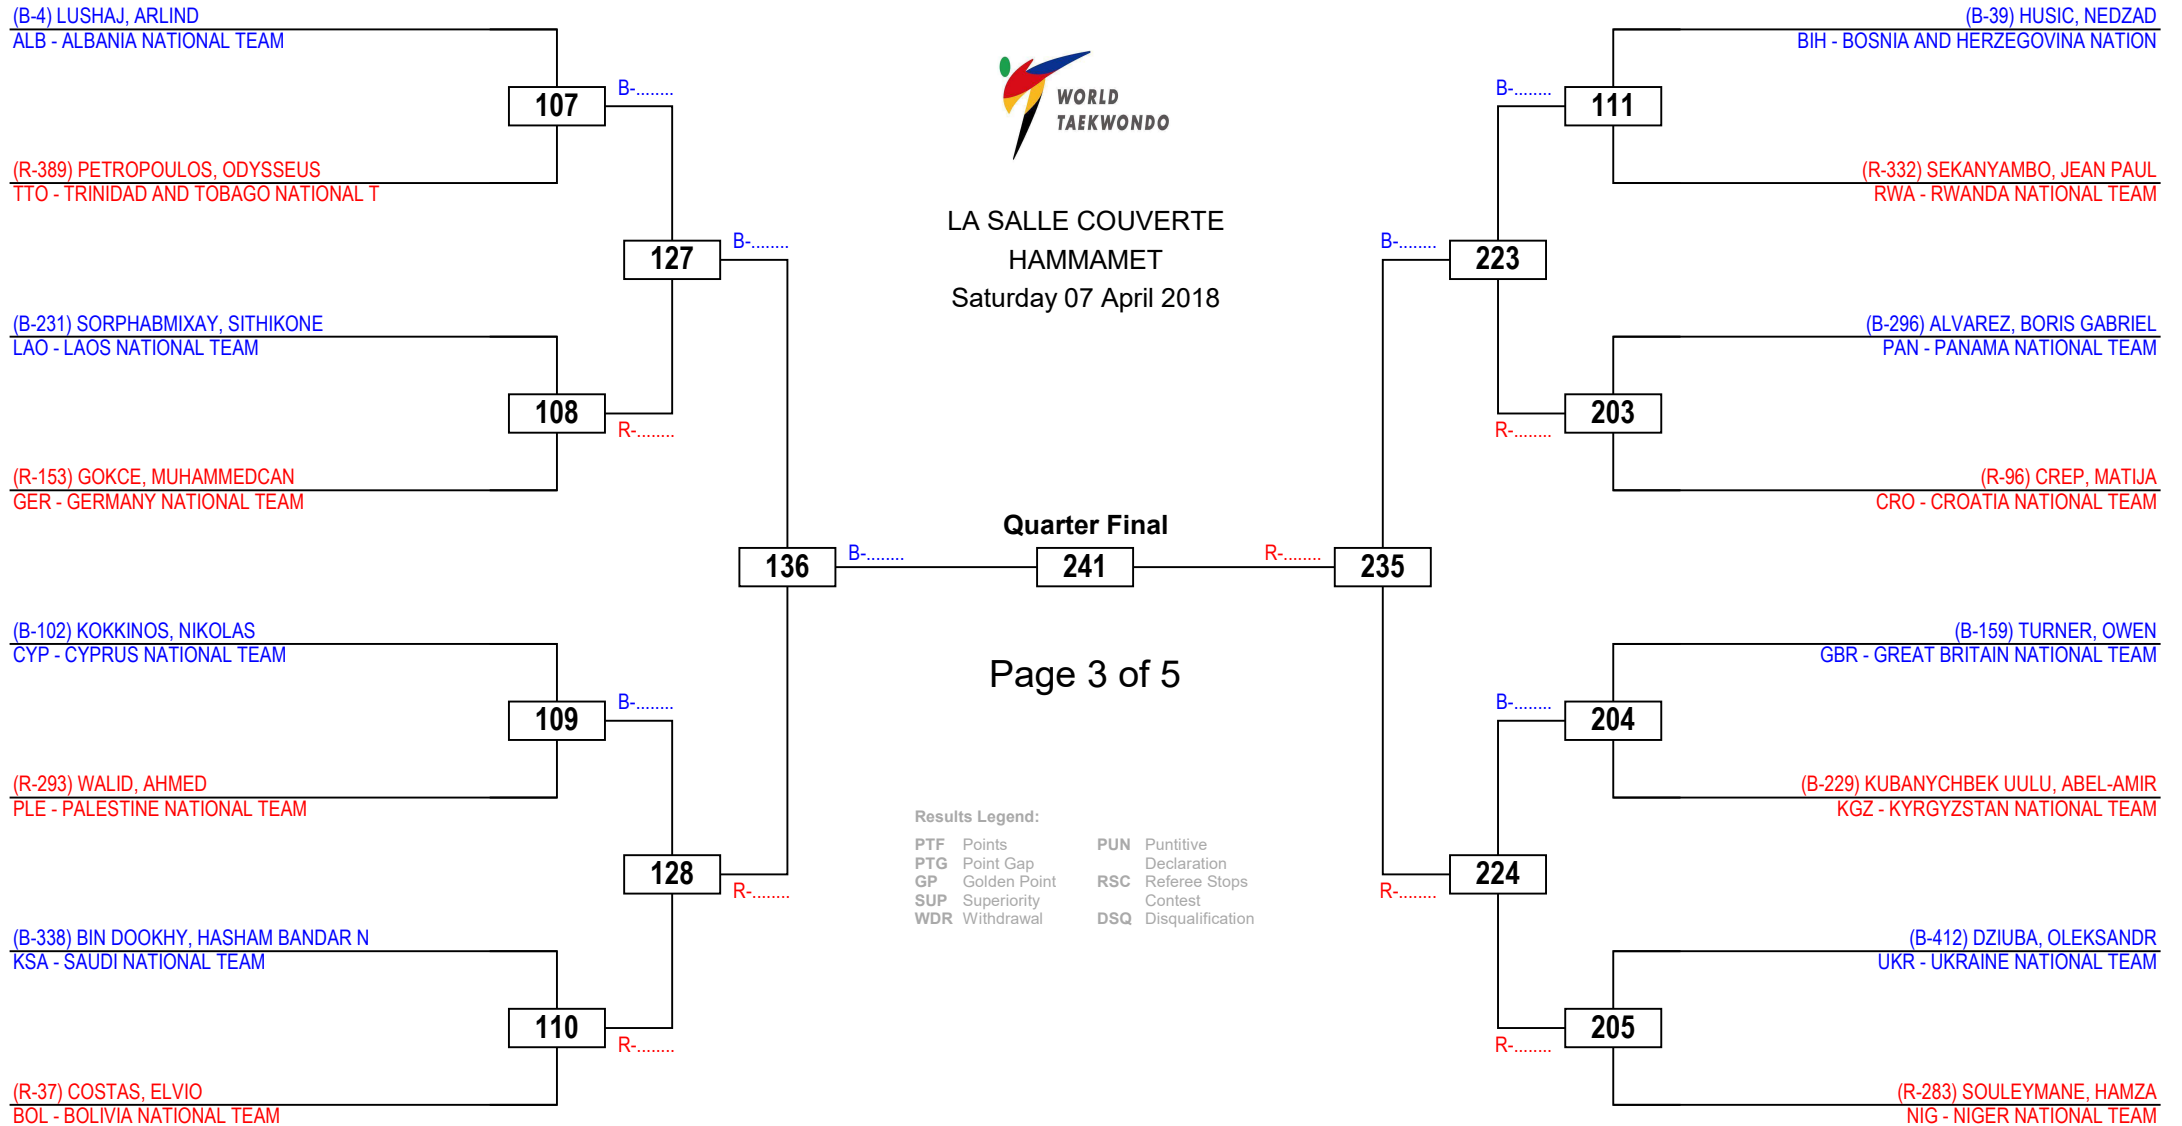 (B-4) LUSHAJ, ARLIND
ALB - ALBANIA NATIONAL TEAM
107
B-........
(R-389) PETROPOULOS, ODYSSEUS
TTO - TRINIDAD AND TOBAGO NATIONAL T
127
B-........
(B-231) SORPHABMIXAY, SITHIKONE
LAO - LAOS NATIONAL TEAM
108
R-........
(R-153) GOKCE, MUHAMMEDCAN
GER - GERMANY NATIONAL TEAM
136
B-........
(B-102) KOKKINOS, NIKOLAS
CYP - CYPRUS NATIONAL TEAM
109
B-........
(R-293) WALID, AHMED
PLE - PALESTINE NATIONAL TEAM
128
R-........
(B-338) BIN DOOKHY, HASHAM BANDAR N
KSA - SAUDI NATIONAL TEAM
110
R-........
(R-37) COSTAS, ELVIO
BOL - BOLIVIA NATIONAL TEAM
WORLD
TAEKWONDO
LA SALLE COUVERTE
HAMMAMET
Saturday 07 April 2018
Quarter Final
241
Page 3 of 5
Results Legend:
PTF Points
PTG Point Gap
GP Golden Point
SUP Superiority
WDR Withdrawal
PUN Puntitive
Declaration
RSC Referee Stops
Contest
DSQ Disqualification
(B-39) HUSIC, NEDZAD
BIH - BOSNIA AND HERZEGOVINA NATION
B-........
111
(R-332) SEKANYAMBO, JEAN PAUL
RWA - RWANDA NATIONAL TEAM
B-........
223
(B-296) ALVAREZ, BORIS GABRIEL
PAN - PANAMA NATIONAL TEAM
203
R-........
(R-96) CREP, MATIJA
CRO - CROATIA NATIONAL TEAM
R-........
235
(B-159) TURNER, OWEN
GBR - GREAT BRITAIN NATIONAL TEAM
B-........
204
(B-229) KUBANYCHBEK UULU, ABEL-AMIR
KGZ - KYRGYZSTAN NATIONAL TEAM
224
R-........
(B-412) DZIUBA, OLEKSANDR
UKR - UKRAINE NATIONAL TEAM
205
R-........
(R-283) SOULEYMANE, HAMZA
NIG - NIGER NATIONAL TEAM